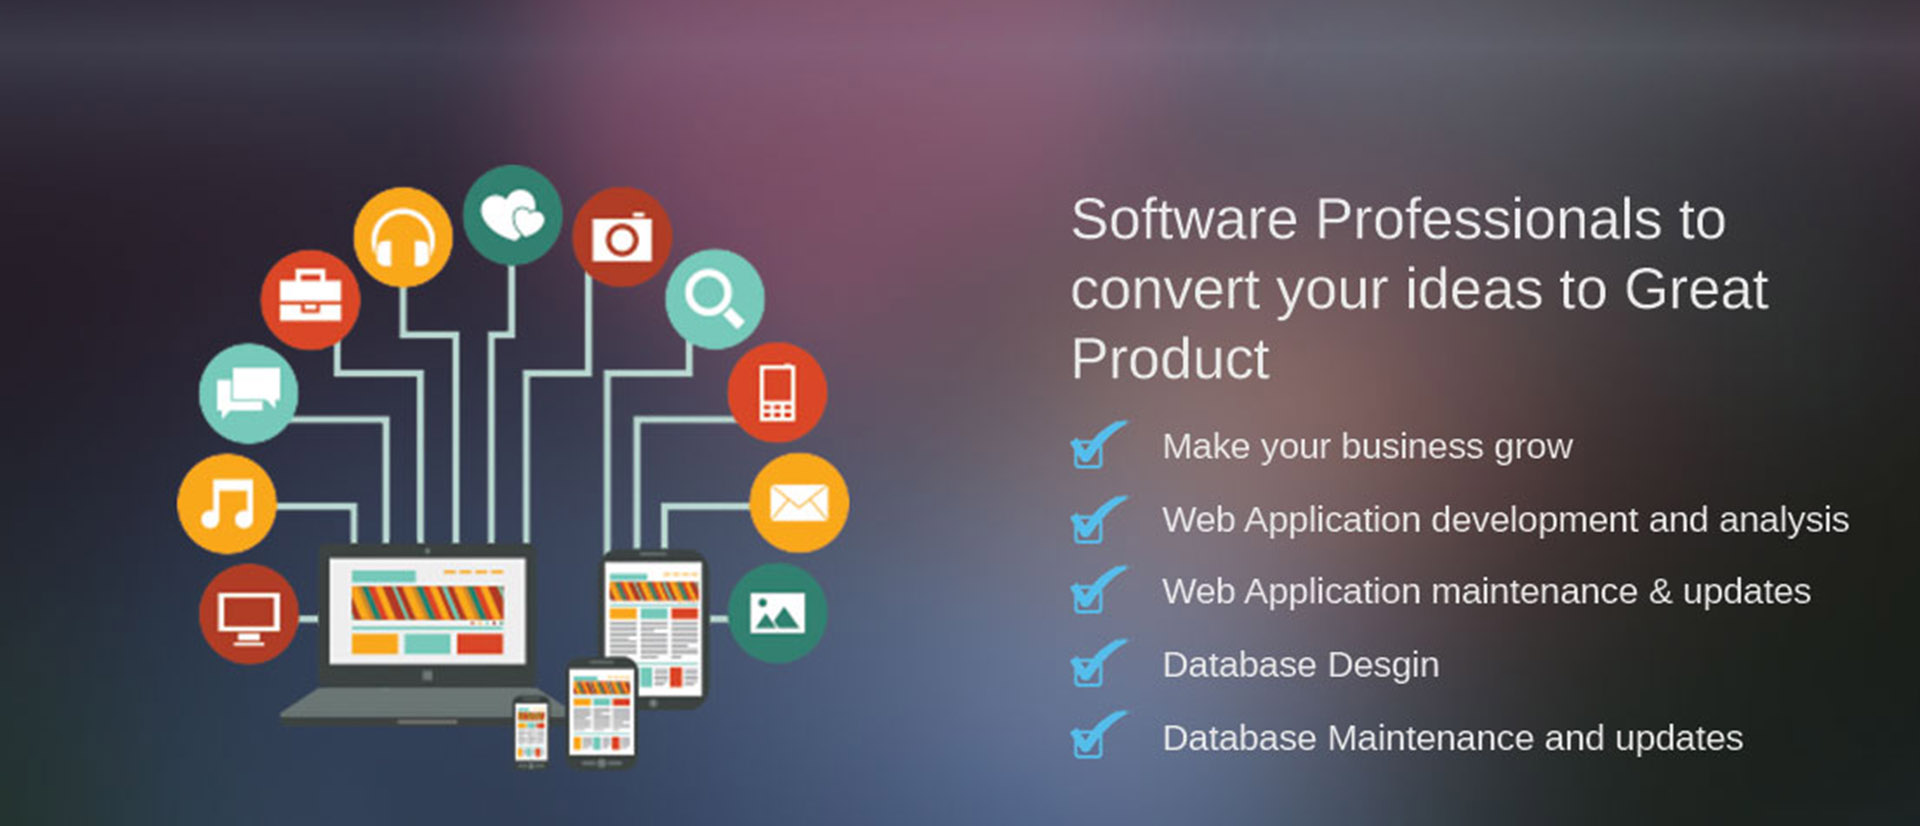 Software Professionals to
convert your ideas to Great
Product
Make your business grow
Web Application development and analysis
Web Application maintenance & updates
Database Desgin
Database Maintenance and updates